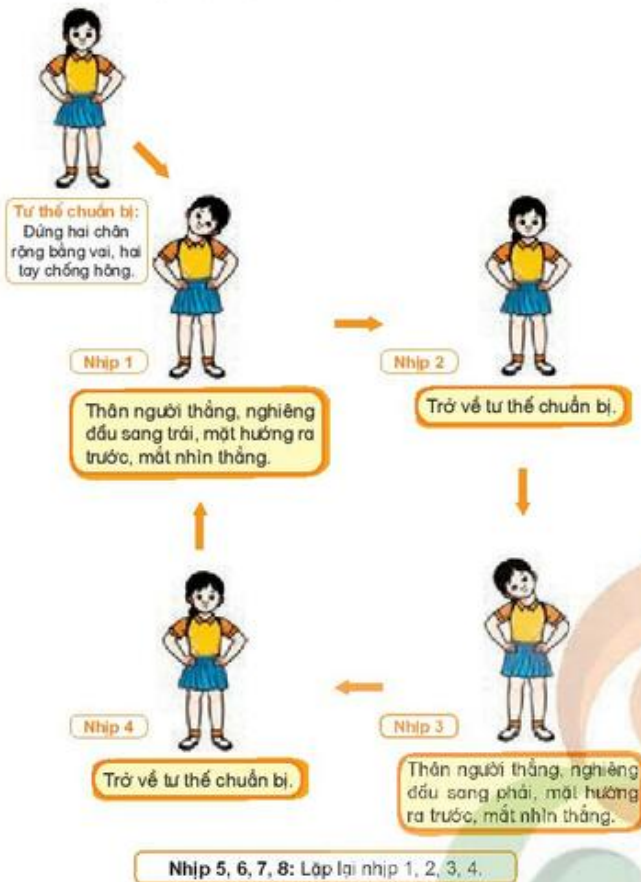 Tư thế chuẩn bị:
Đứng hai chân
rộng bằng vai, hai
tay chống hông.
Nhịp 1
Thân người thẳng, nghiêng
đầu sang trái, mặt hướng ra
trước, mắt nhìn thẳng.
Nhịp 2
Trở về tư thế chuẩn bị.
Nhịp 3
Thân người thẳng, nghiêng
đầu sang phải, mặt hướng
ra trước, mắt nhìn thẳng.
Nhịp 4
Trở về tư thế chuẩn bị.
Nhịp 5, 6, 7, 8: Lặp lại nhịp 1, 2, 3, 4.